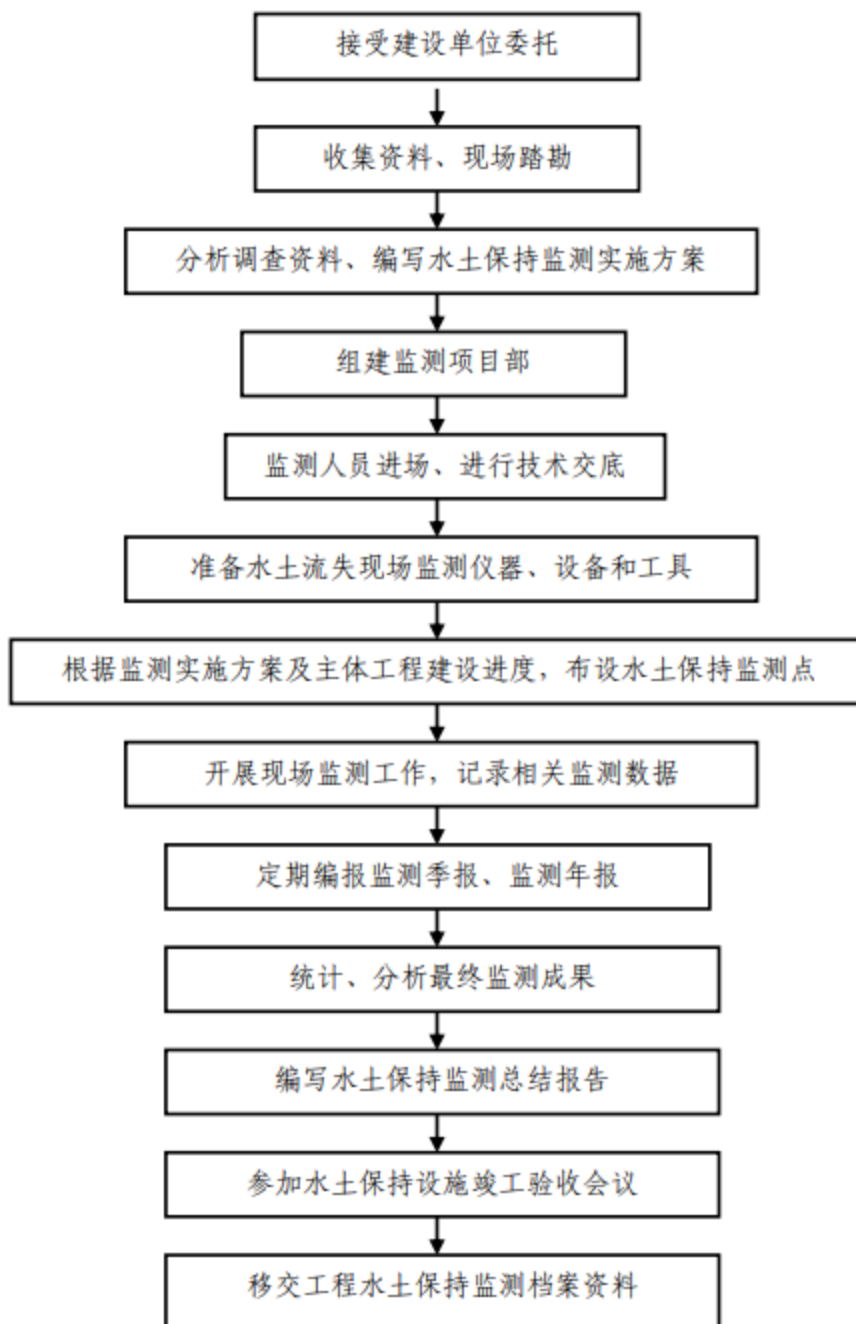 接受建设单位委托
收集资料、现场踏勘
分析调查资料、编写水土保持监测实施方案
组建监测项目部
监测人员进场、进行技术交底
准备水土流失现场监测仪器、设备和工具
根据监测实施方案及主体工程建设进度，布设水土保持监测点
开展现场监测工作，记录相关监测数据
定期编报监测季报、监测年报
统计、分析最终监测成果
编写水土保持监测总结报告
参加水土保持设施竣工验收会议
移交工程水土保持监测档案资料